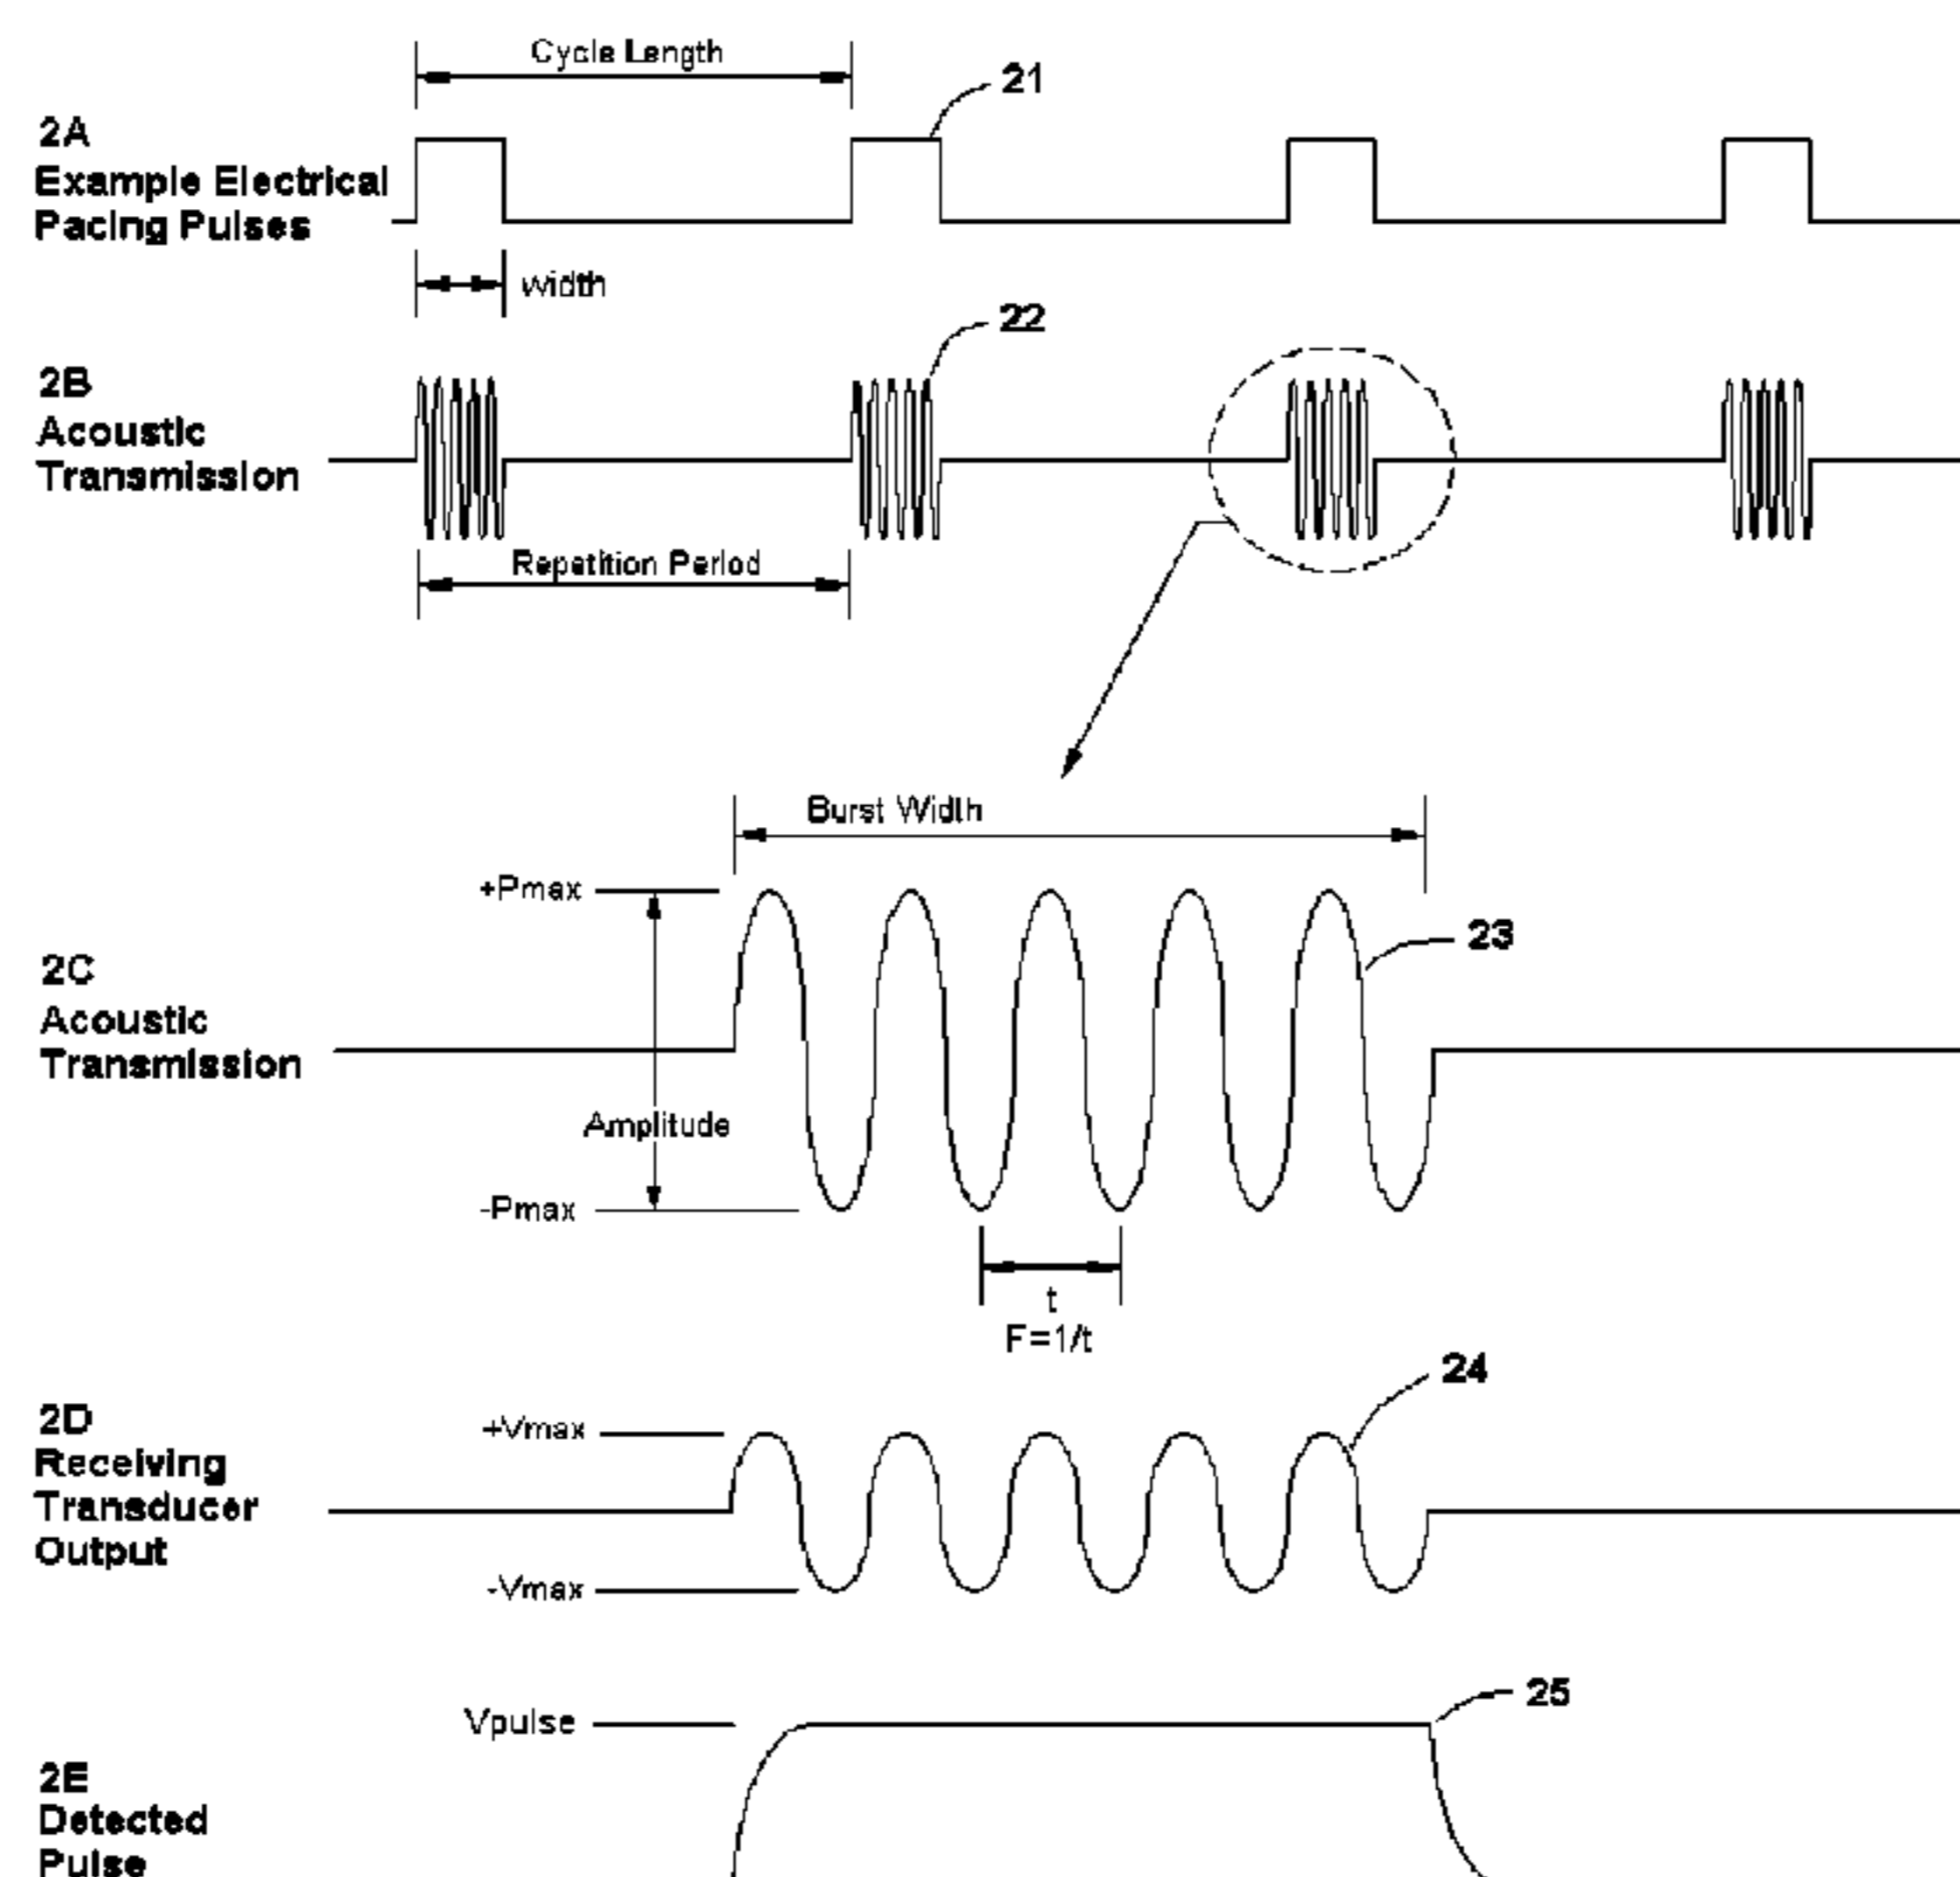 Cycle Length
21
2A
Example Electrical
Pacing Pulses
width
22
2B
Acoustic
Transmission
Repetition Period
Burst Width
+Pmax
23
2C
Acoustic
Transmission
Amplitude
-Pmax
t
F=1/t
24
2D
+Vmax
Receiving
Transducer
Output
-Vmax
25
Vpulse
2E
Detected
Pulse